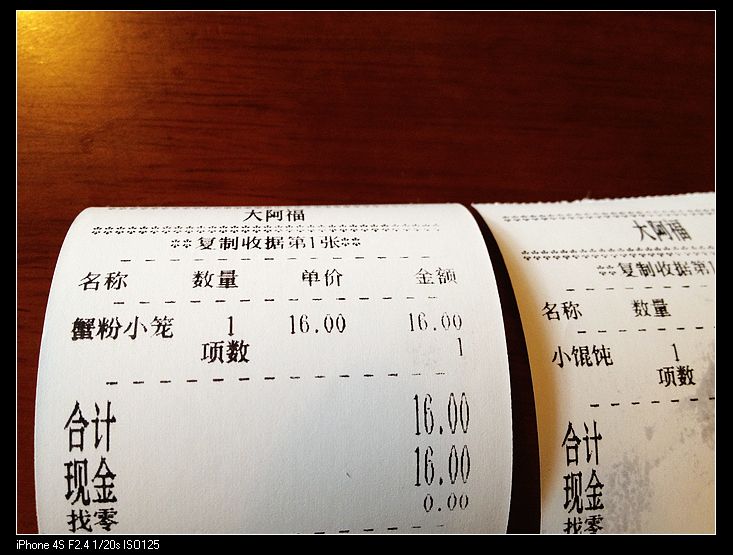 大阿福
**复制收据第1张**
名称 数量 单价 金额
蟹粉小笼 1 16.00 16.00
项数 1
合计 16.00
现金 16.00
找零 0.00
大阿福
**复制收据第1
名称 数量
小馄饨 1
项数
合计
现金
找零
iPhone 4S F2.4 1/20s ISO125